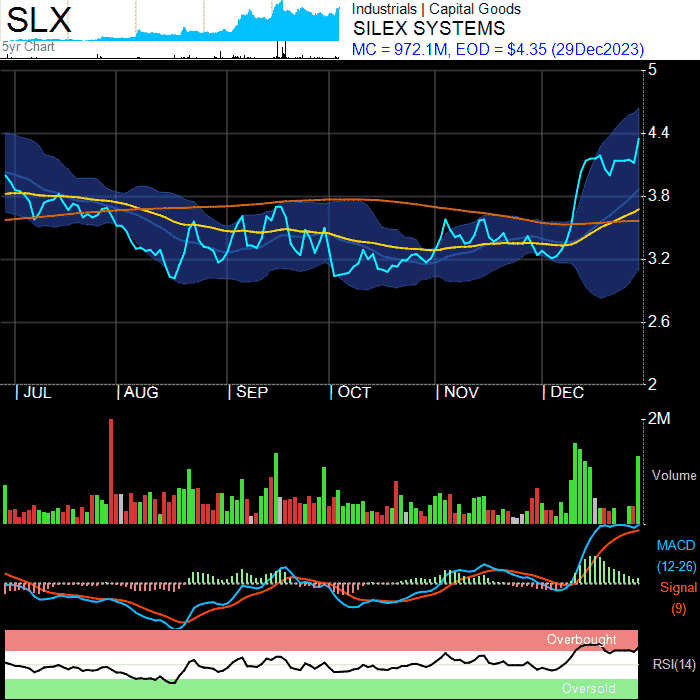 SLX
5yr Chart
Industrials | Capital Goods
SILEX SYSTEMS
MC = 972.1M, EOD = $4.35 (29Dec2023)
5
4.4
3.8
3.2
2.6
2
| JUL | AUG | SEP | OCT | NOV | DEC
2M
Volume
MACD
(12-26)
Signal
(9)
Overbought
RSI(14)
Oversold